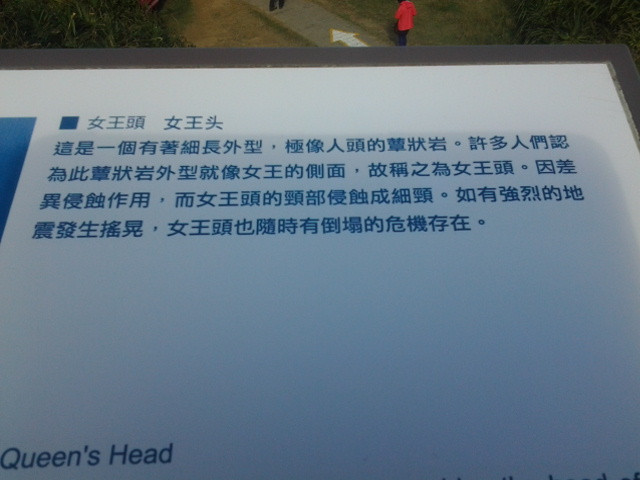 ■ 女王頭 女王头
這是一個有著細長外型，極像人頭的蕈狀岩。許多人們認
為此蕈狀岩外型就像女王的側面，故稱之為女王頭。因差
異侵蝕作用，而女王頭的頸部侵蝕成細頸。如有強烈的地
震發生搖晃，女王頭也隨時有倒塌的危機存在。
Queen's Head